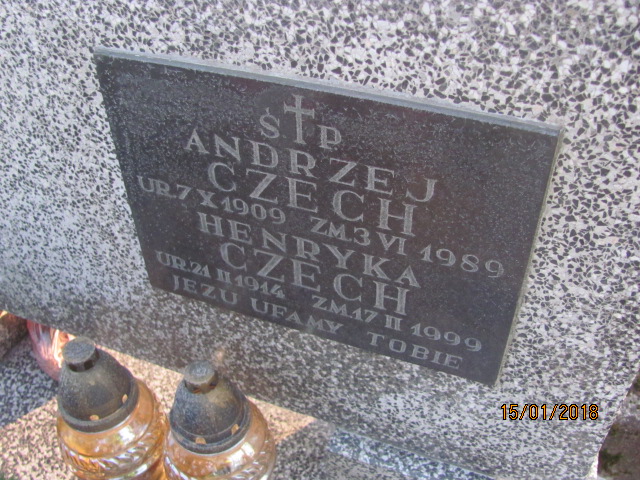 ŚP
ANDRZEJ
CZECH
UR.7 X 1909 ZM.3 VI 1989
HENRYKA
CZECH
UR.21 II 1914 ZM.17 II 1999
JEZU UFAMY TOBIE
15/01/2018